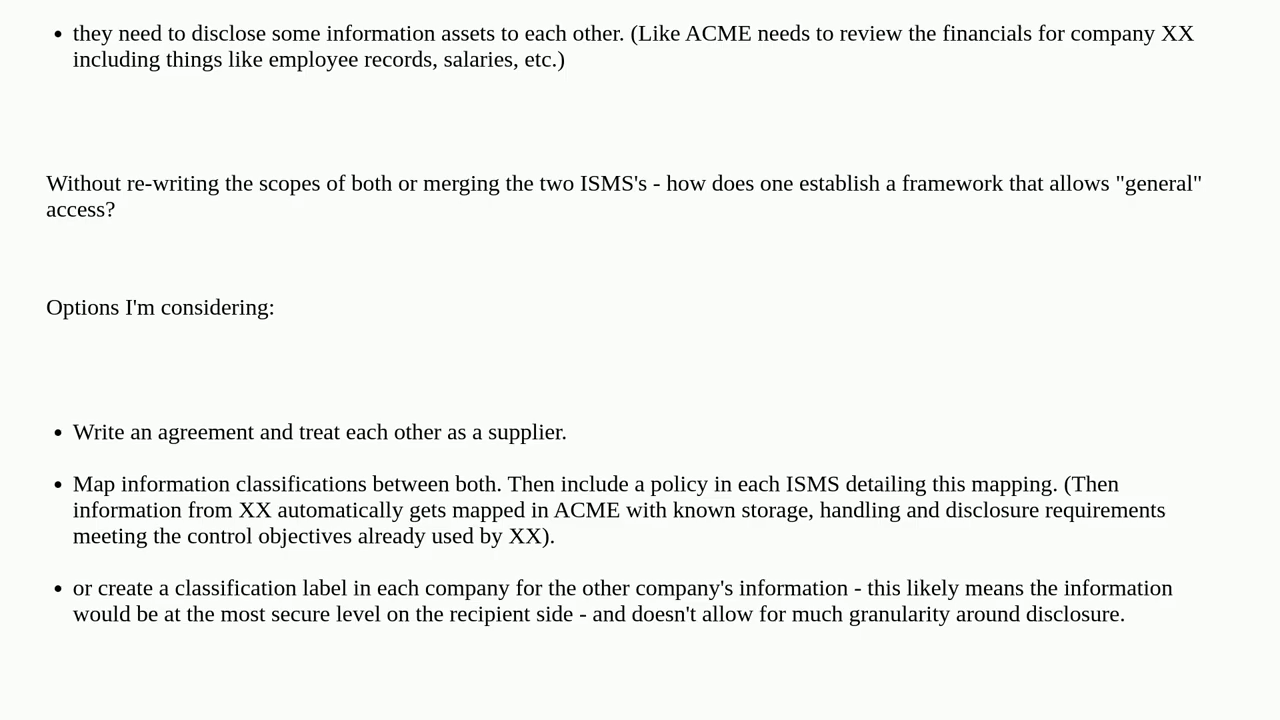 • they need to disclose some information assets to each other. (Like ACME needs to review the financials for company XX
including things like employee records, salaries, etc.)
Without re-writing the scopes of both or merging the two ISMS's - how does one establish a framework that allows "general"
access?
Options I'm considering:
• Write an agreement and treat each other as a supplier.
• Map information classifications between both. Then include a policy in each ISMS detailing this mapping. (Then
information from XX automatically gets mapped in ACME with known storage, handling and disclosure requirements
meeting the control objectives already used by XX).
• or create a classification label in each company for the other company's information - this likely means the information
would be at the most secure level on the recipient side - and doesn't allow for much granularity around disclosure.